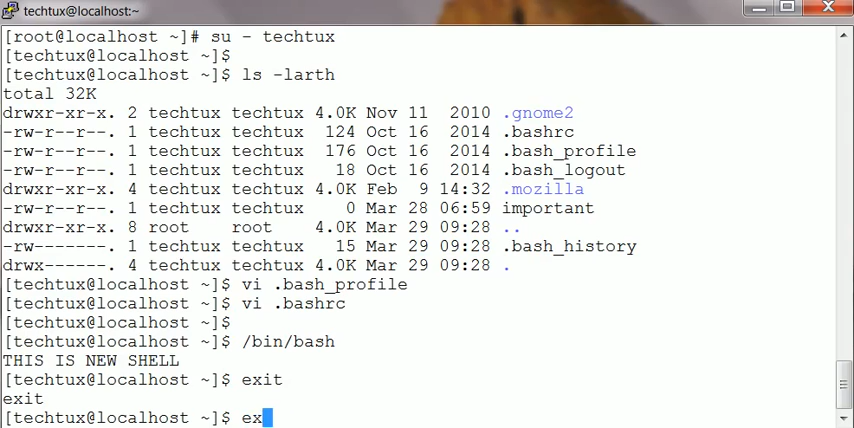 techtux@localhost:~
[root@localhost ~]# su - techtux
[techtux@localhost ~]$
[techtux@localhost ~]$ ls -larth
total 32K
drwxr-xr-x. 2 techtux techtux 4.0K Nov 11  2010 .gnome2
-rw-r--r--. 1 techtux techtux  124 Oct 16  2014 .bashrc
-rw-r--r--. 1 techtux techtux  176 Oct 16  2014 .bash_profile
-rw-r--r--. 1 techtux techtux   18 Oct 16  2014 .bash_logout
drwxr-xr-x. 4 techtux techtux 4.0K Feb  9 14:32 .mozilla
-rw-r--r--. 1 techtux techtux    0 Mar 28 06:59 important
drwxr-xr-x. 8 root    root    4.0K Mar 29 09:28 ..
-rw-------. 1 techtux techtux   15 Mar 29 09:28 .bash_history
drwx------. 4 techtux techtux 4.0K Mar 29 09:28 .
[techtux@localhost ~]$ vi .bash_profile
[techtux@localhost ~]$ vi .bashrc
[techtux@localhost ~]$
[techtux@localhost ~]$ /bin/bash
THIS IS NEW SHELL
[techtux@localhost ~]$ exit
exit
[techtux@localhost ~]$ ex